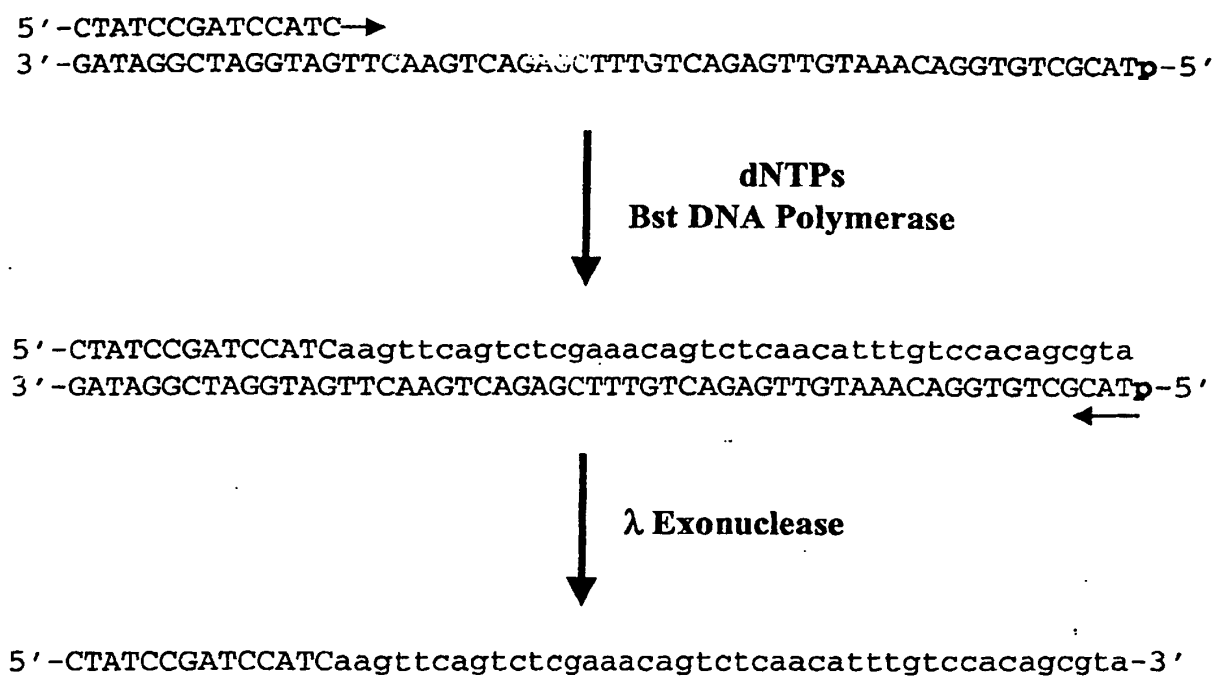 5'-CTATCCGATCCATC
3'-GATAGGCTAGGTAGTTCAAGTCAGAGCTTTGTCAGAGTTGTAAACAGGTGTCGCATp-5'
dNTPs
Bst DNA Polymerase
5'-CTATCCGATCCATCaagttcagtctcgaaacagtctcaacatttgtccacagcgta
3'-GATAGGCTAGGTAGTTCAAGTCAGAGCTTTGTCAGAGTTGTAAACAGGTGTCGCATp-5'
λ Exonuclease
5'-CTATCCGATCCATCaagttcagtctcgaaacagtctcaacatttgtccacagcgta-3'